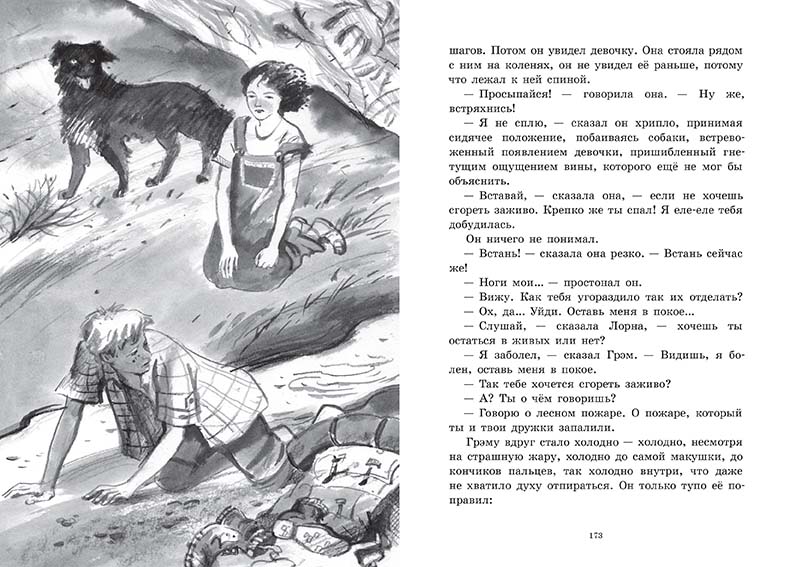 шагов. Потом он увидел девочку. Она стояла рядом
с ним на коленях, он не увидел её раньше, потому
что лежал к ней спиной.
— Просыпайся! — говорила она. — Ну же,
встряхнись!
— Я не сплю, — сказал он хрипло, принимая
сидячее положение, побаиваясь собаки, встрево-
женный появлением девочки, пришибленный гне-
тущим ощущением вины, которого ещё не мог бы
объяснить.
— Вставай, — сказала она, — если не хочешь
сгореть заживо. Крепко же ты спал! Я еле-еле тебя
добудилась.
Он ничего не понимал.
— Встань! — сказала она резко. — Встань сейчас
же!
— Ноги мои... — простонал он.
— Вижу. Как тебя угораздило так их отделать?
— Ох, да... Уйди. Оставь меня в покое...
— Слушай, — сказала Лорна, — хочешь ты
остаться в живых или нет?
— Я заболел, — сказал Грэм. — Видишь, я бо-
лен, оставь меня в покое.
— Так тебе хочется сгореть заживо?
— А? Ты о чём говоришь?
— Говорю о лесном пожаре. О пожаре, который
ты и твои дружки запалили.
Грэму вдруг стало холодно — холодно, несмотря
на страшную жару, холодно до самой макушки, до
кончиков пальцев, так холодно внутри, что даже
не хватило духу отпираться. Он только тупо её по-
правил:
173